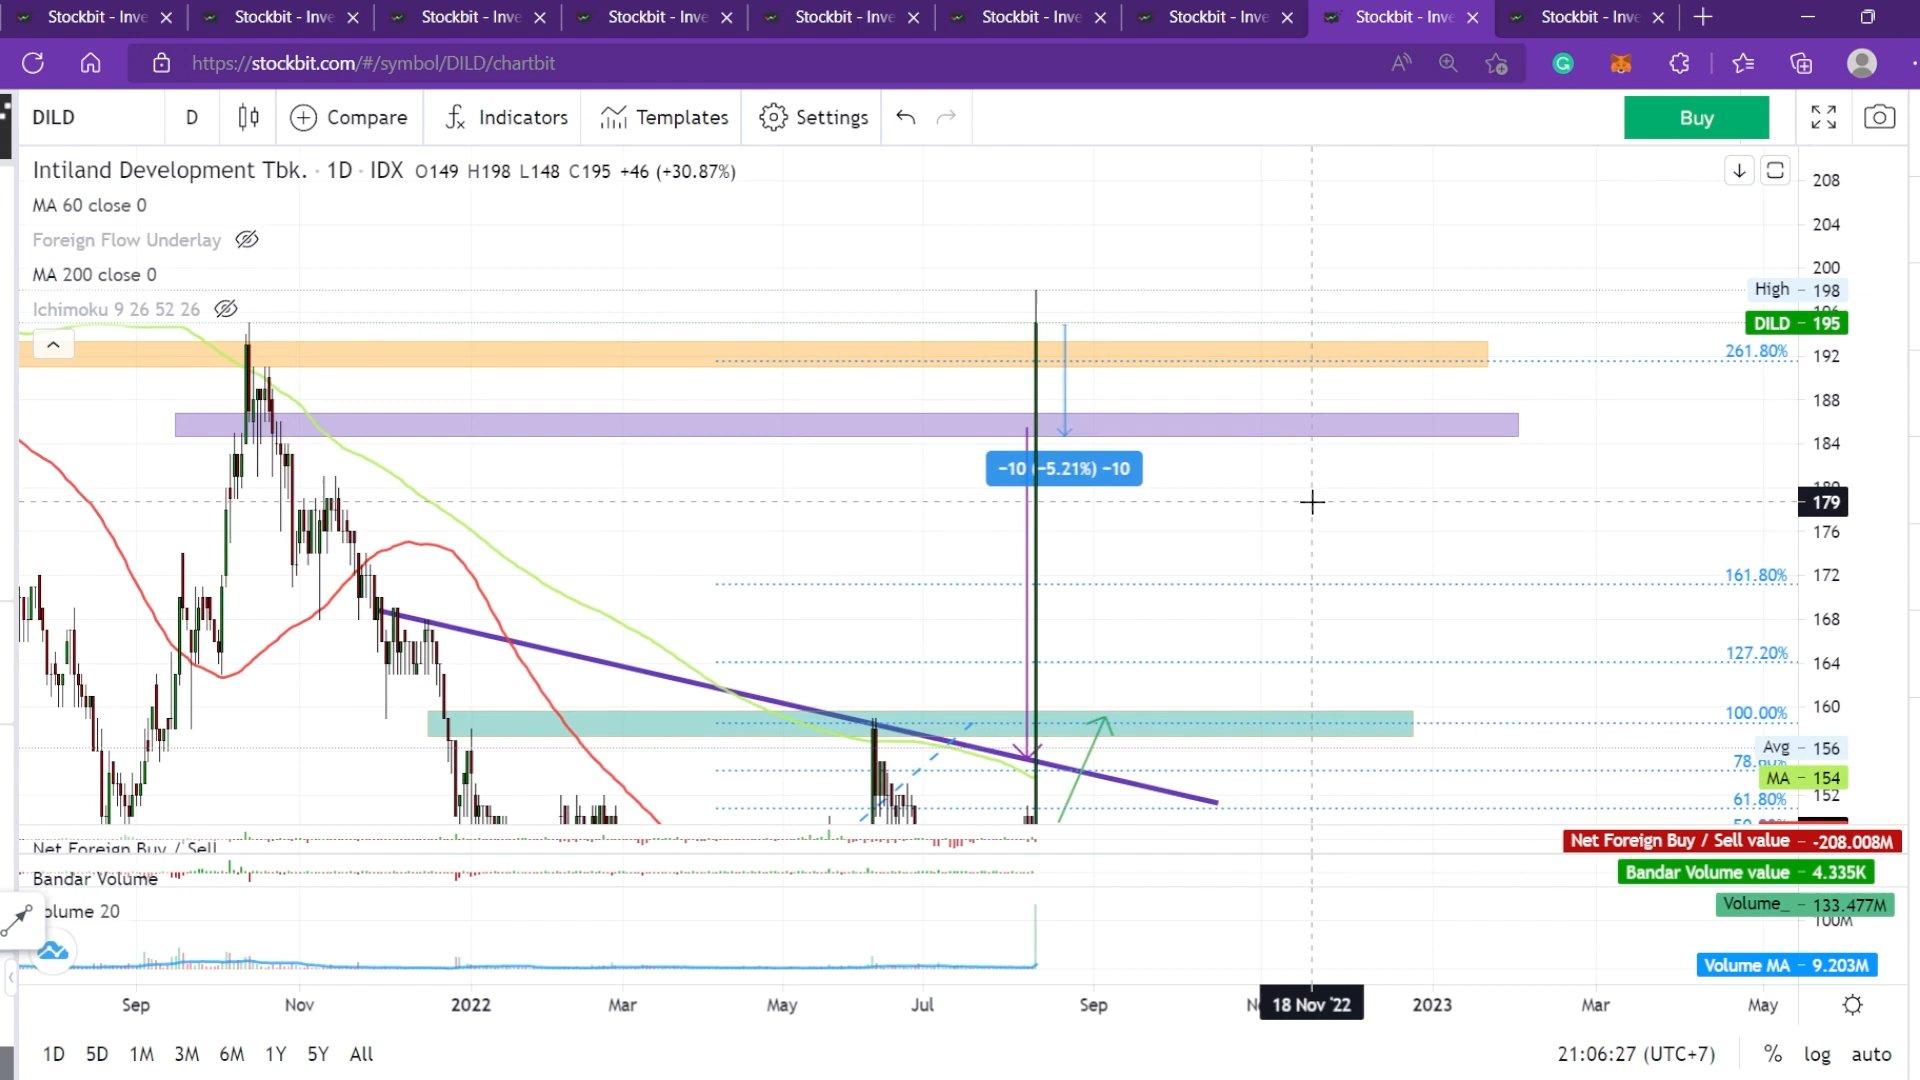 Stockbit - Inve
Stockbit - Inve
Stockbit - Inve
Stockbit - Inve
Stockbit - Inve
Stockbit - Inve
Stockbit - Inve
Stockbit - Inve
Stockbit - Inve
https://stockbit.com/#/symbol/DILD/chartbit
DILD D Compare Indicators Templates Settings Buy
Intiland Development Tbk. · 1D · IDX O149 H198 L148 C195 +46 (+30.87%)
MA 60 close 0
Foreign Flow Underlay
MA 200 close 0
Ichimoku 9 26 52 26
208
204
200
High - 198
DILD - 195
261.80%
192
188
184
−10 (−5.21%) −10
179
176
161.80% 172
168
127.20% 164
160
100.00%
Avg - 156
MA - 154
61.80% 152
Net Foreign Buy / Sell
Net Foreign Buy / Sell value - -208.008M
Bandar Volume
Bandar Volume value - 4.335K
Volume_ - 133.477M
100M
Volume MA - 9.203M
Sep Nov 2022 Mar May Jul Sep 18 Nov '22 2023 Mar May
1D 5D 1M 3M 6M 1Y 5Y All
21:06:27 (UTC+7) % log auto